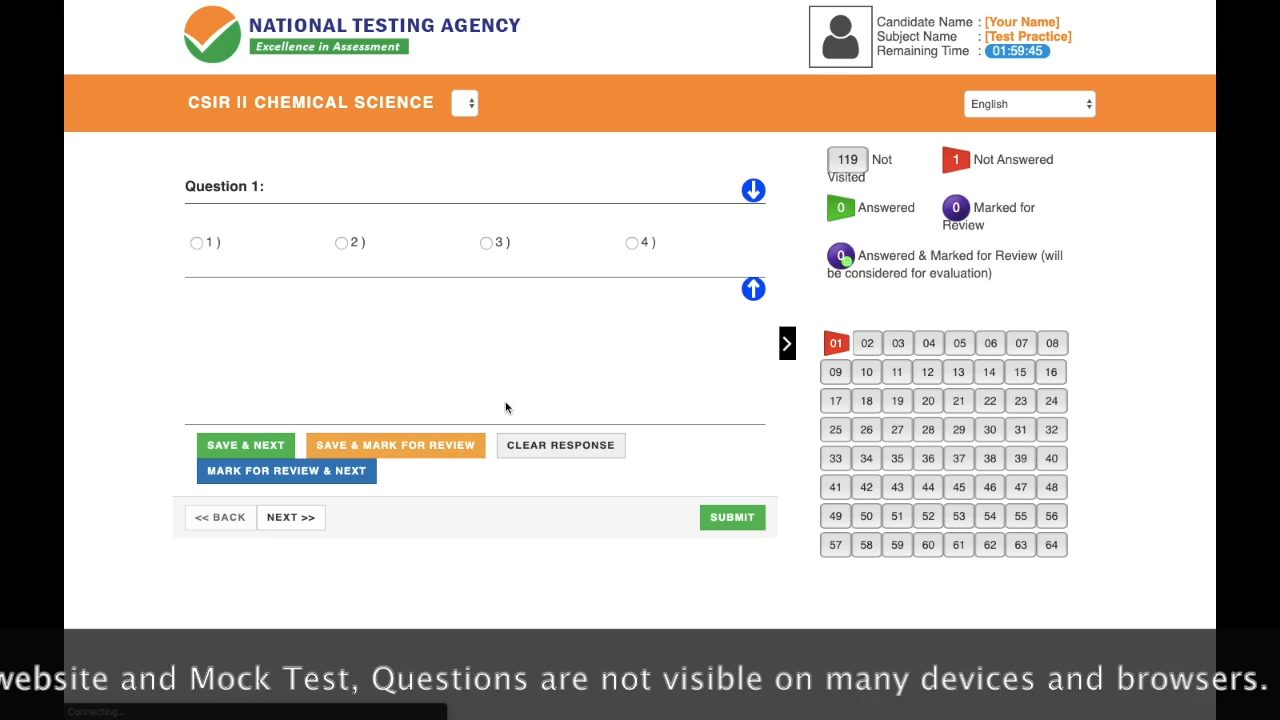 NATIONAL TESTING AGENCY
Excellence in Assessment
Candidate Name : [Your Name]
Subject Name : [Test Practice]
Remaining Time : 01:59:45
CSIR II CHEMICAL SCIENCE
English
Question 1:
1 ) 2 ) 3 ) 4 )
119 Not Visited
1 Not Answered
0 Answered
0 Marked for Review
0 Answered & Marked for Review (will
be considered for evaluation)
01 02 03 04 05 06 07 08
09 10 11 12 13 14 15 16
17 18 19 20 21 22 23 24
25 26 27 28 29 30 31 32
33 34 35 36 37 38 39 40
41 42 43 44 45 46 47 48
49 50 51 52 53 54 55 56
57 58 59 60 61 62 63 64
SAVE & NEXT SAVE & MARK FOR REVIEW CLEAR RESPONSE
MARK FOR REVIEW & NEXT
<< BACK NEXT >> SUBMIT
website and Mock Test, Questions are not visible on many devices and browsers.
Connecting...